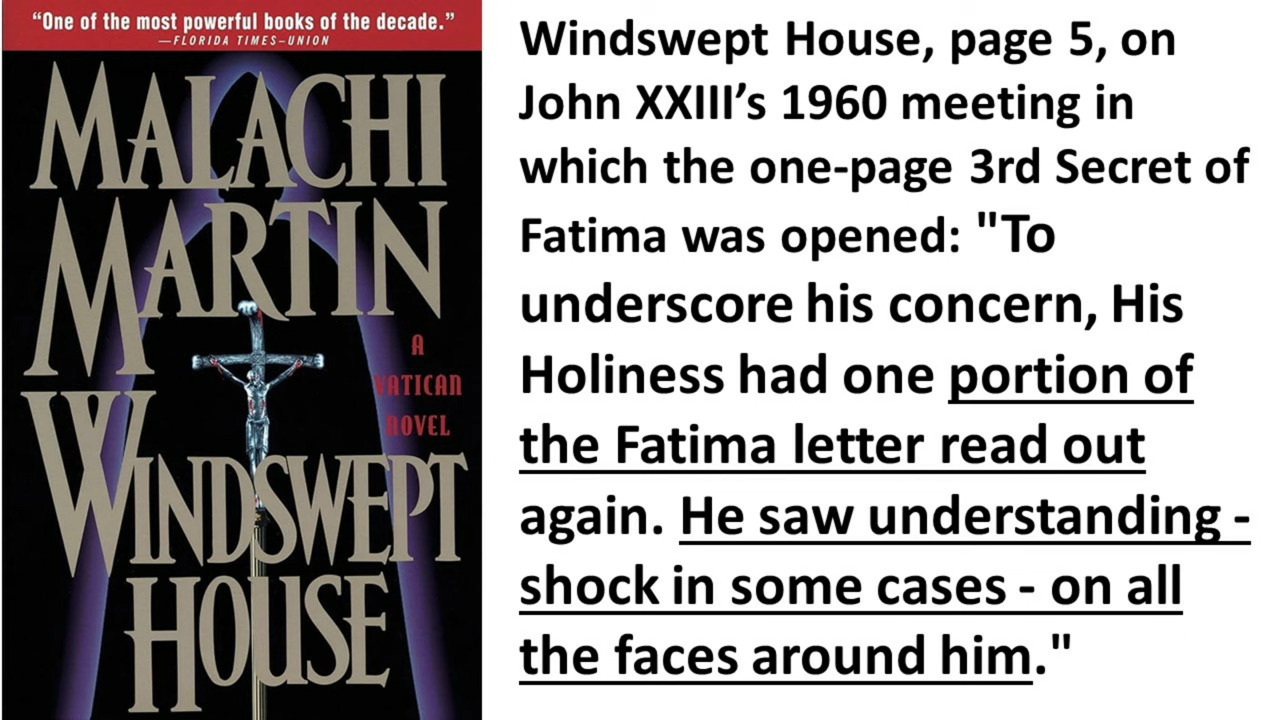 “One of the most powerful books of the decade.”
—FLORIDA TIMES–UNION
MALACHI
MARTIN
A
VATICAN
NOVEL
WINDSWEPT
HOUSE
Windswept House, page 5, on
John XXIII’s 1960 meeting in
which the one-page 3rd Secret of
Fatima was opened: "To
underscore his concern, His
Holiness had one portion of
the Fatima letter read out
again. He saw understanding -
shock in some cases - on all
the faces around him."